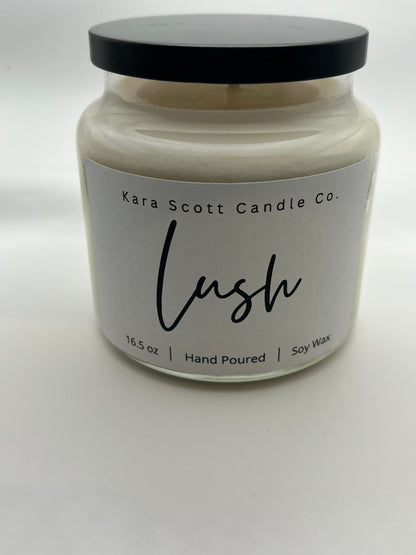 Kara Scott Candle Co.
Lush
16.5 oz | Hand Poured | Soy Wax